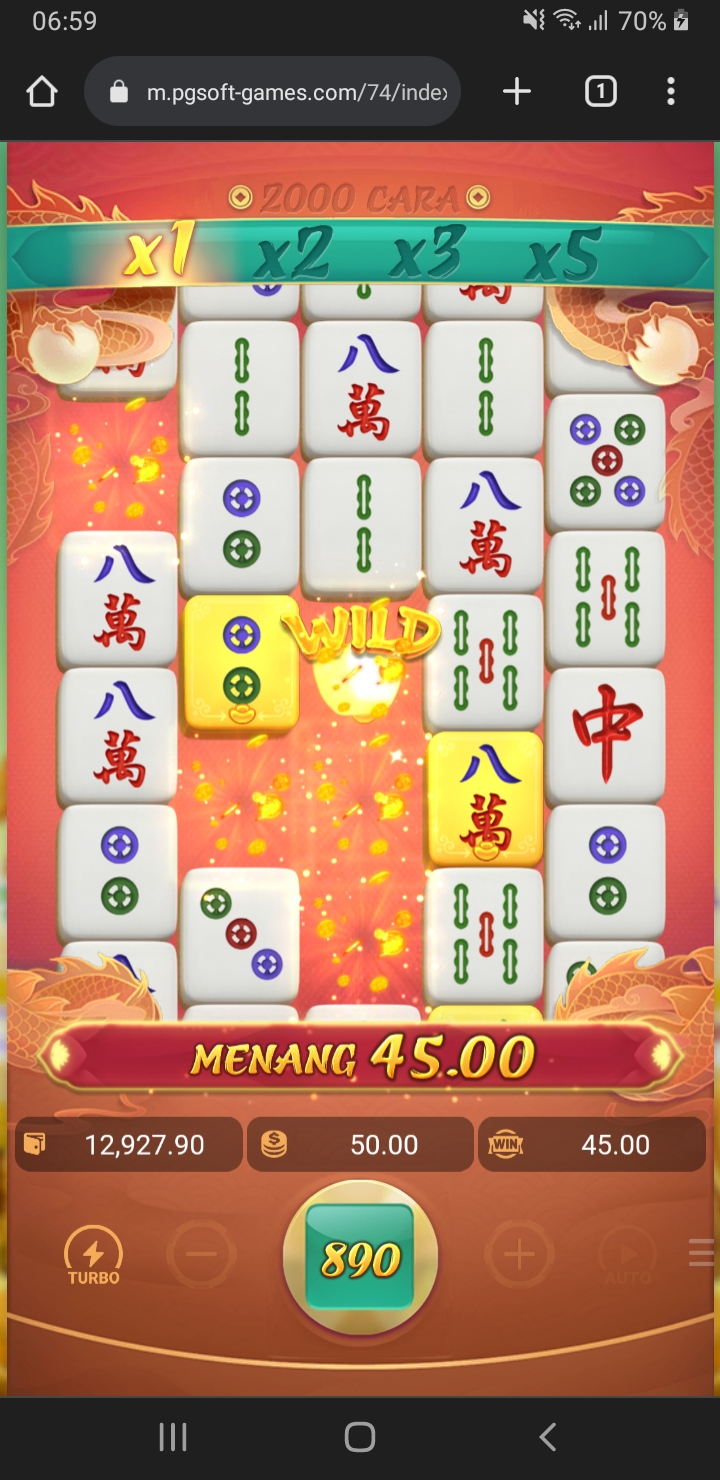 06:59
70%
m.pgsoft-games.com/74/index
1
2000 CARA
x1 x2 x3 x5
八萬
八萬
八萬
八萬
WILD
中
八萬
MENANG 45.00
12,927.90
50.00
WIN
45.00
890
TURBO
AUTO